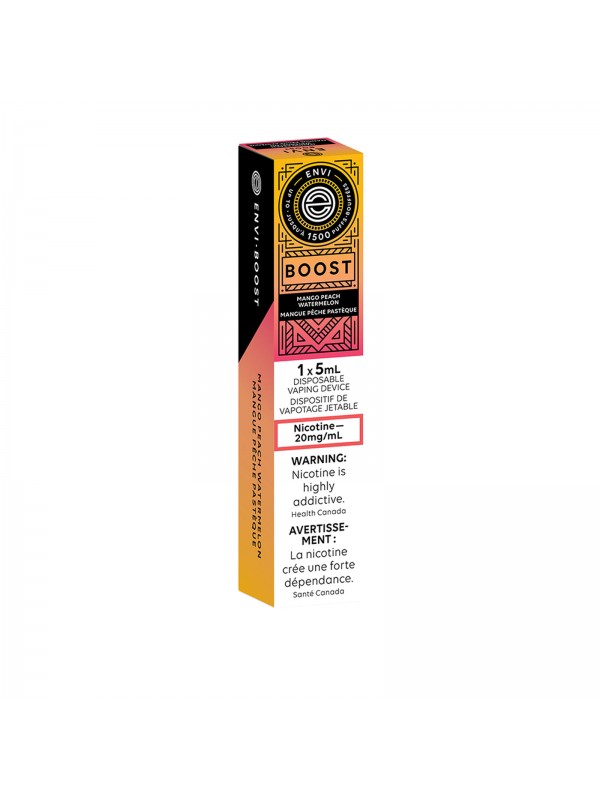 ENVI
UP TO · JUSQU'À 1500 PUFFS·BOUFFÉES
BOOST
MANGO PEACH
WATERMELON
MANGUE PÊCHE PASTÈQUE
1 x 5mL
DISPOSABLE
VAPING DEVICE
DISPOSITIF DE
VAPOTAGE JETABLE
Nicotine—
20mg/mL
WARNING:
Nicotine is
highly
addictive.
Health Canada
AVERTISSE-
MENT :
La nicotine
crée une forte
dépendance.
Santé Canada
ENVI·BOOST
MANGO PEACH WATERMELON
MANGUE PÊCHE PASTÈQUE